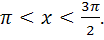 π < x < 3π/2.